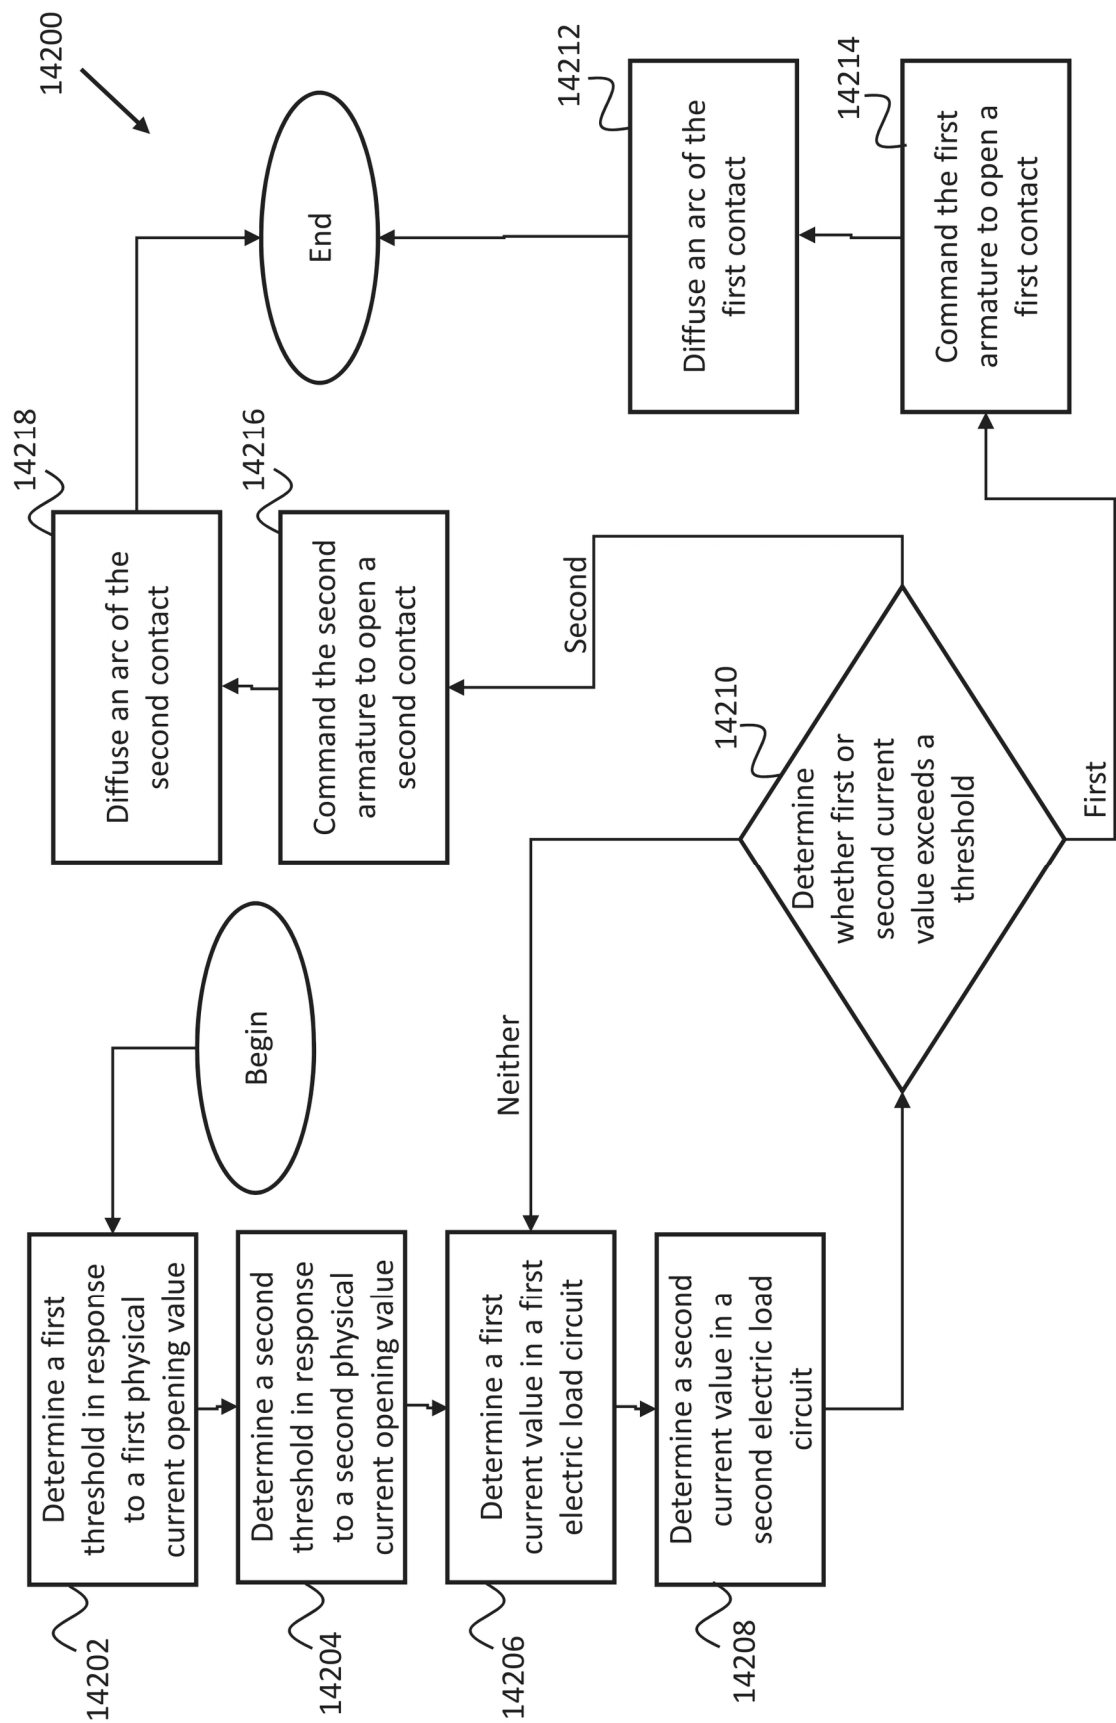 14200
Begin
14202
Determine a first
threshold in response
to a first physical
current opening value
14204
Determine a second
threshold in response
to a second physical
current opening value
14206
Determine a first
current value in a first
electric load circuit
14208
Determine a second
current value in a
second electric load
circuit
14210
Determine
whether first or
second current
value exceeds a
threshold
Neither
Second
First
14216
Command the second
armature to open a
second contact
14218
Diffuse an arc of the
second contact
14214
Command the first
armature to open a
first contact
14212
Diffuse an arc of the
first contact
End